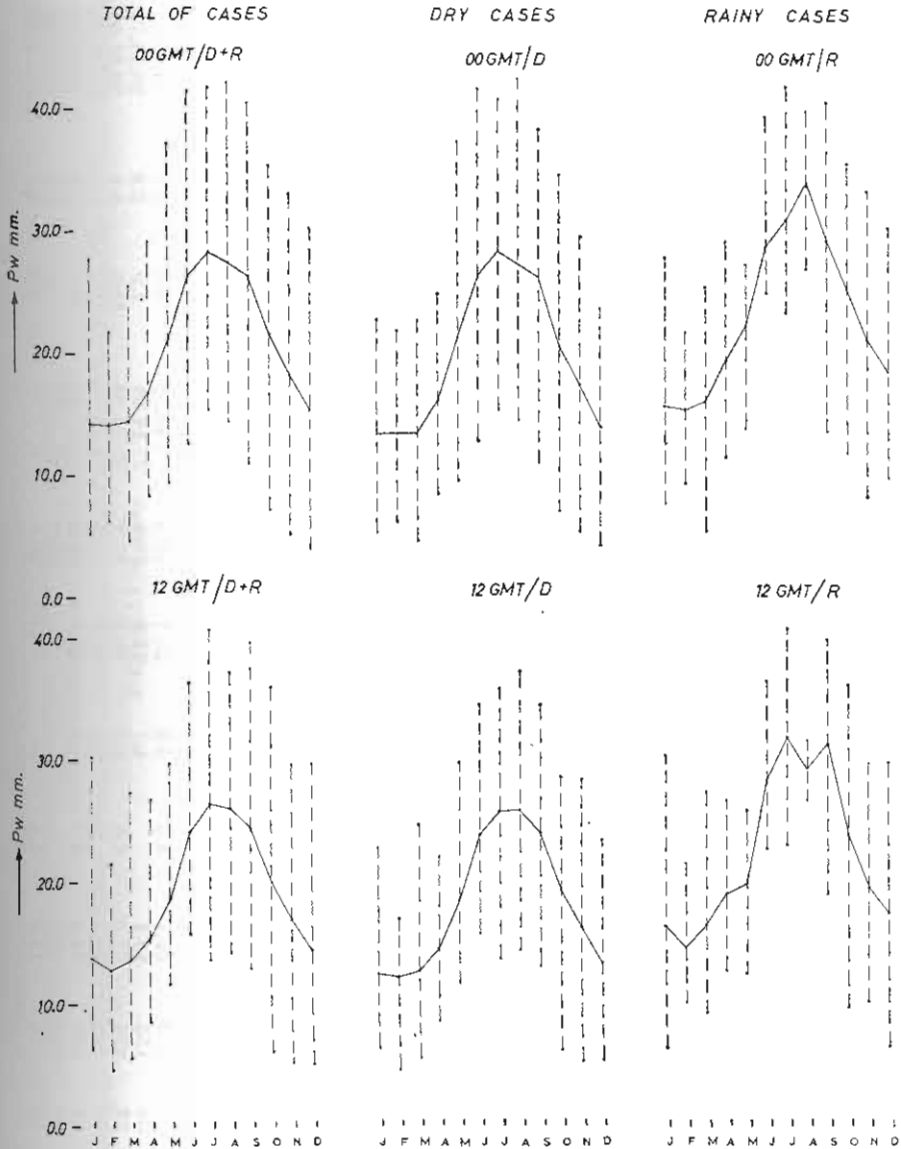 TOTAL OF CASES DRY CASES RAINY CASES
00GMT/D+R 00GMT/D 00GMT/R
40.0
30.0
Pw mm.
20.0
10.0
0.0
12 GMT/D+R 12 GMT/D 12 GMT/R
40.0
30.0
Pw mm.
20.0
10.0
0.0
J F M A M J J A S O N D J F M A M J J A S O N D J F M A M J J A S O N D